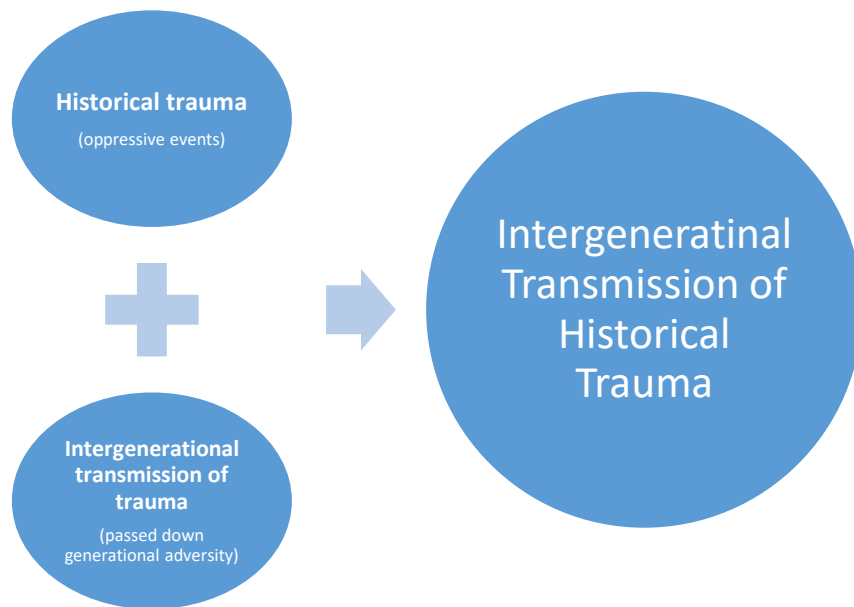 Historical trauma
(oppressive events)
Intergenerational
transmission of
trauma
(passed down
generational adversity)
Intergeneratinal
Transmission of
Historical
Trauma